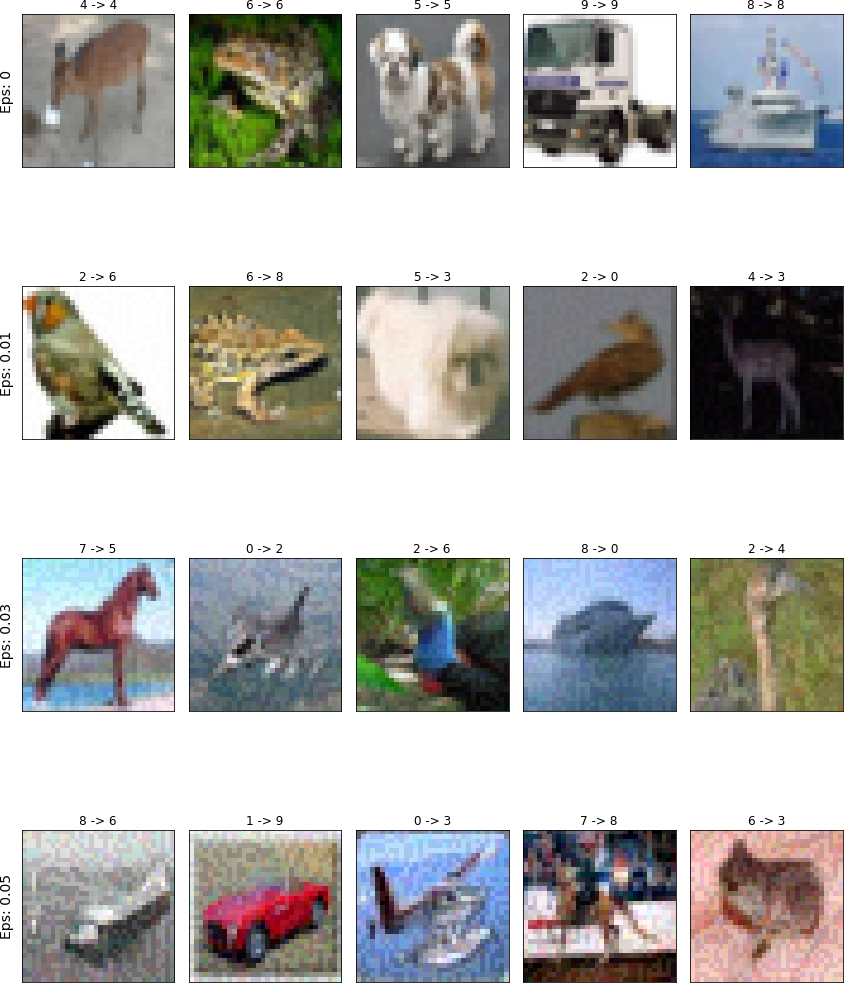 4 -> 4
6 -> 6
5 -> 5
9 -> 9
8 -> 8
Eps: 0
2 -> 6
6 -> 8
5 -> 3
2 -> 0
4 -> 3
Eps: 0.01
7 -> 5
0 -> 2
2 -> 6
8 -> 0
2 -> 4
Eps: 0.03
8 -> 6
1 -> 9
0 -> 3
7 -> 8
6 -> 3
Eps: 0.05